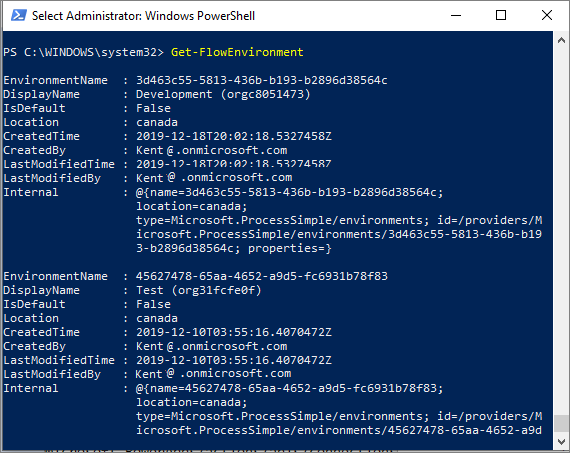 Select Administrator: Windows PowerShell
PS C:\WINDOWS\system32> Get-FlowEnvironment
EnvironmentName : 3d463c55-5813-436b-b193-b2896d38564c
DisplayName : Development (orgc8051473)
IsDefault : False
Location : canada
CreatedTime : 2019-12-18T20:02:18.5327458Z
CreatedBy : Kent@.onmicrosoft.com
LastModifiedTime : 2019-12-18T20:02:18.5327458Z
LastModifiedBy : Kent@ .onmicrosoft.com
Internal : @{name=3d463c55-5813-436b-b193-b2896d38564c;
location=canada;
type=Microsoft.ProcessSimple/environments; id=/providers/M
icrosoft.ProcessSimple/environments/3d463c55-5813-436b-b19
3-b2896d38564c; properties=}
EnvironmentName : 45627478-65aa-4652-a9d5-fc6931b78f83
DisplayName : Test (org31fcfe0f)
IsDefault : False
Location : canada
CreatedTime : 2019-12-10T03:55:16.4070472Z
CreatedBy : Kent@.onmicrosoft.com
LastModifiedTime : 2019-12-10T03:55:16.4070472Z
LastModifiedBy : Kent@ .onmicrosoft.com
Internal : @{name=45627478-65aa-4652-a9d5-fc6931b78f83;
location=canada;
type=Microsoft.ProcessSimple/environments; id=/providers/M
icrosoft.ProcessSimple/environments/45627478-65aa-4652-a9d